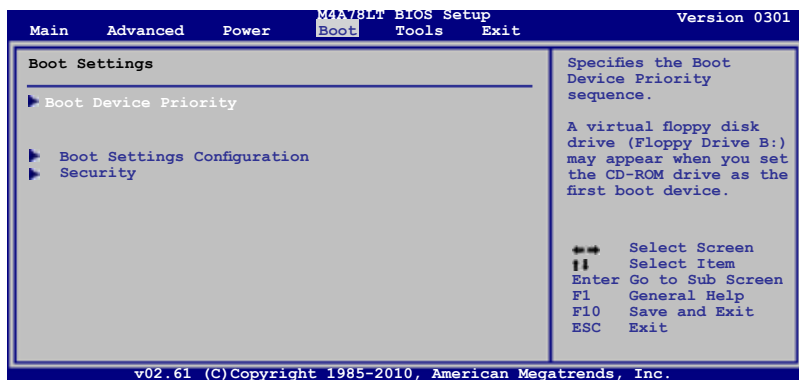 M4A78LT BIOS Setup
Version 0301
Main Advanced Power Boot Tools Exit
Boot Settings
Boot Device Priority
Boot Settings Configuration
Security
Specifies the Boot
Device Priority
sequence.
A virtual floppy disk
drive (Floppy Drive B:)
may appear when you set
the CD-ROM drive as the
first boot device.
Select Screen
Select Item
Enter Go to Sub Screen
F1 General Help
F10 Save and Exit
ESC Exit
v02.61 (C)Copyright 1985-2010, American Megatrends, Inc.